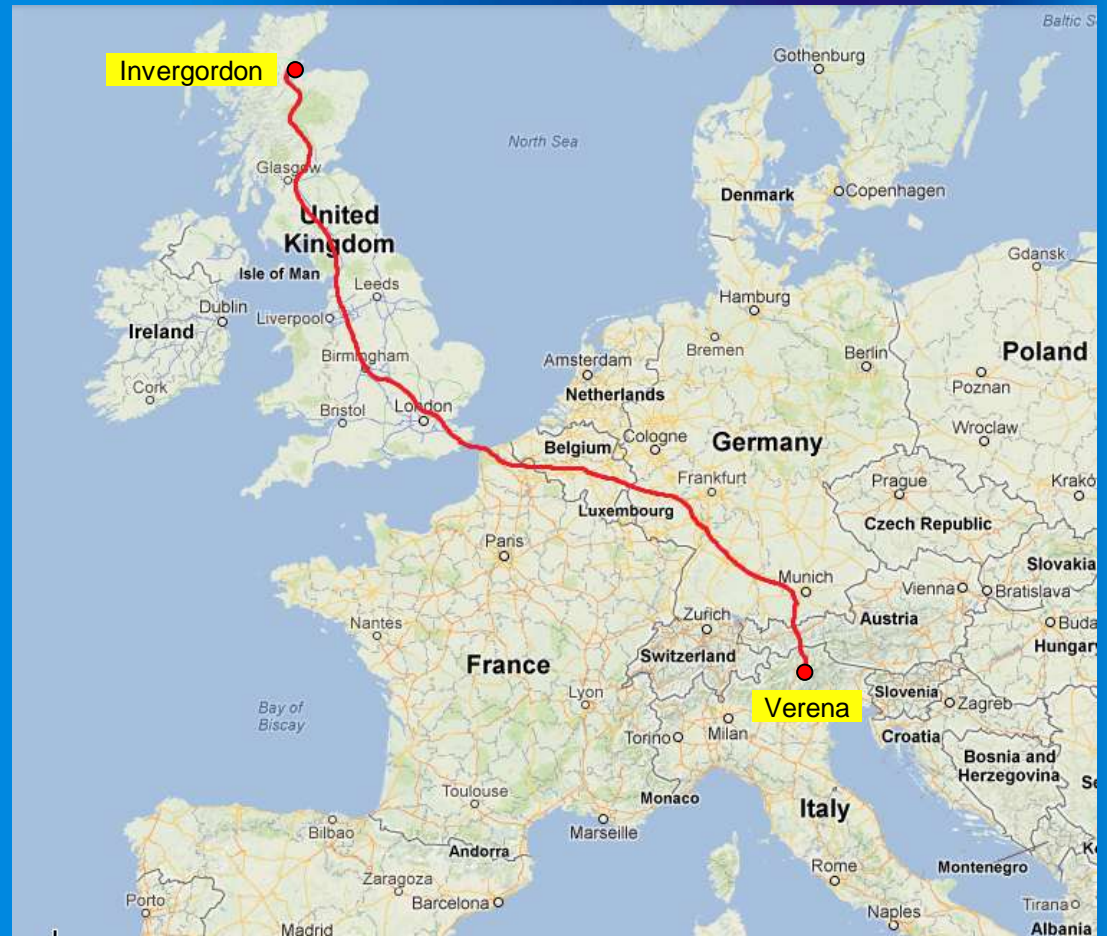 Baltic S
Gothenburg
Invergordon
North Sea
Glasgow
Denmark
Copenhagen
United
Kingdom
Isle of Man
Gdansk
Leeds
Hamburg
Dublin
Liverpool
Ireland
Bremen
Berlin
Poland
Birmingham
Amsterdam
Poznan
Netherlands
Cork
Bristol
London
Wroclaw
Belgium
Cologne
Germany
Frankfurt
Prague
Krakó
Luxembourg
Czech Republic
Paris
Slovakia
Munich
Vienna
Bratislava
Nantes
Zurich
Austria
Buda
Hungary
Switzerland
France
Lyon
Slovenia
Zagreb
Verena
Bay of
Biscay
Torino
Milan
Croatia
Bosnia and
Herzegovina
Se
Toulouse
Monaco
Italy
Bilbao
Marseille
Andorra
Montenegro
Ko
Rome
Zaragoza
Porto
Barcelona
Tirana
Naples
Madrid
Albania